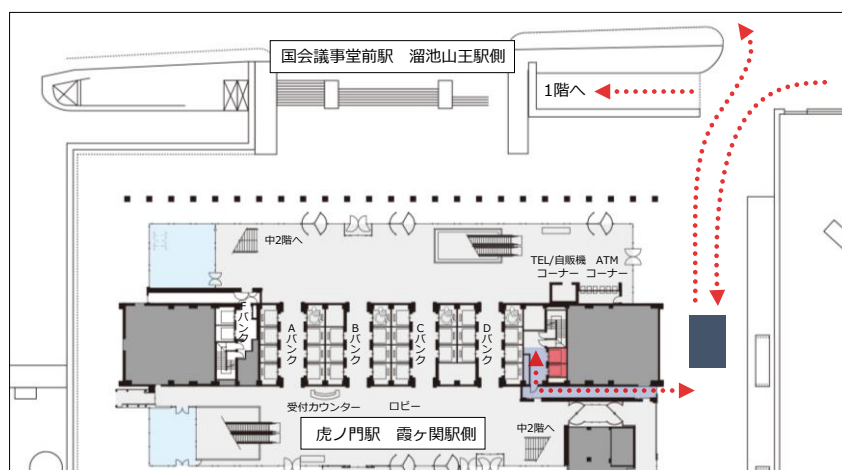 国会議事堂前駅 溜池山王駅側
1階へ
中2階へ
TEL/自販機
コーナー
ATM
コーナー
Fバンク
Aバンク
Bバンク
Cバンク
Dバンク
受付カウンター
ロビー
虎ノ門駅 霞ヶ関駅側
中2階へ